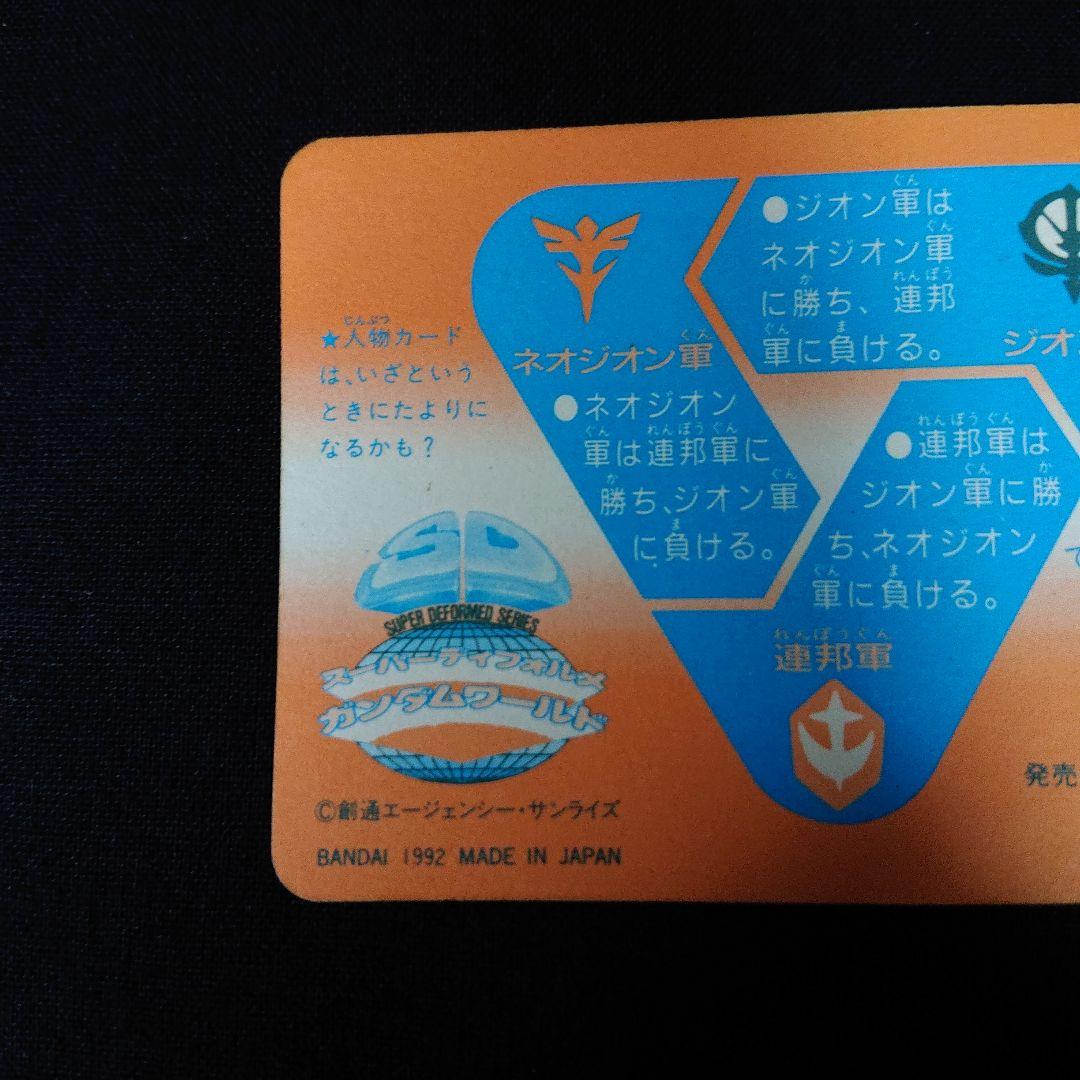 ★人物カード
は、いざという
ときにたよりに
なるかも？
ネオジオン軍
●ネオジオン
軍は連邦軍に
勝ち、ジオン軍
に負ける。
●ジオン軍は
ネオジオン軍
に勝ち、連邦
軍に負ける。
ジオ
●連邦軍は
ジオン軍に勝
ち、ネオジオン
軍に負ける。
連邦軍
SD
SUPER DEFORMED SERIES
スーパーディフォルメ
ガンダムワールド
©創通エージェンシー・サンライズ
BANDAI 1992 MADE IN JAPAN
発売